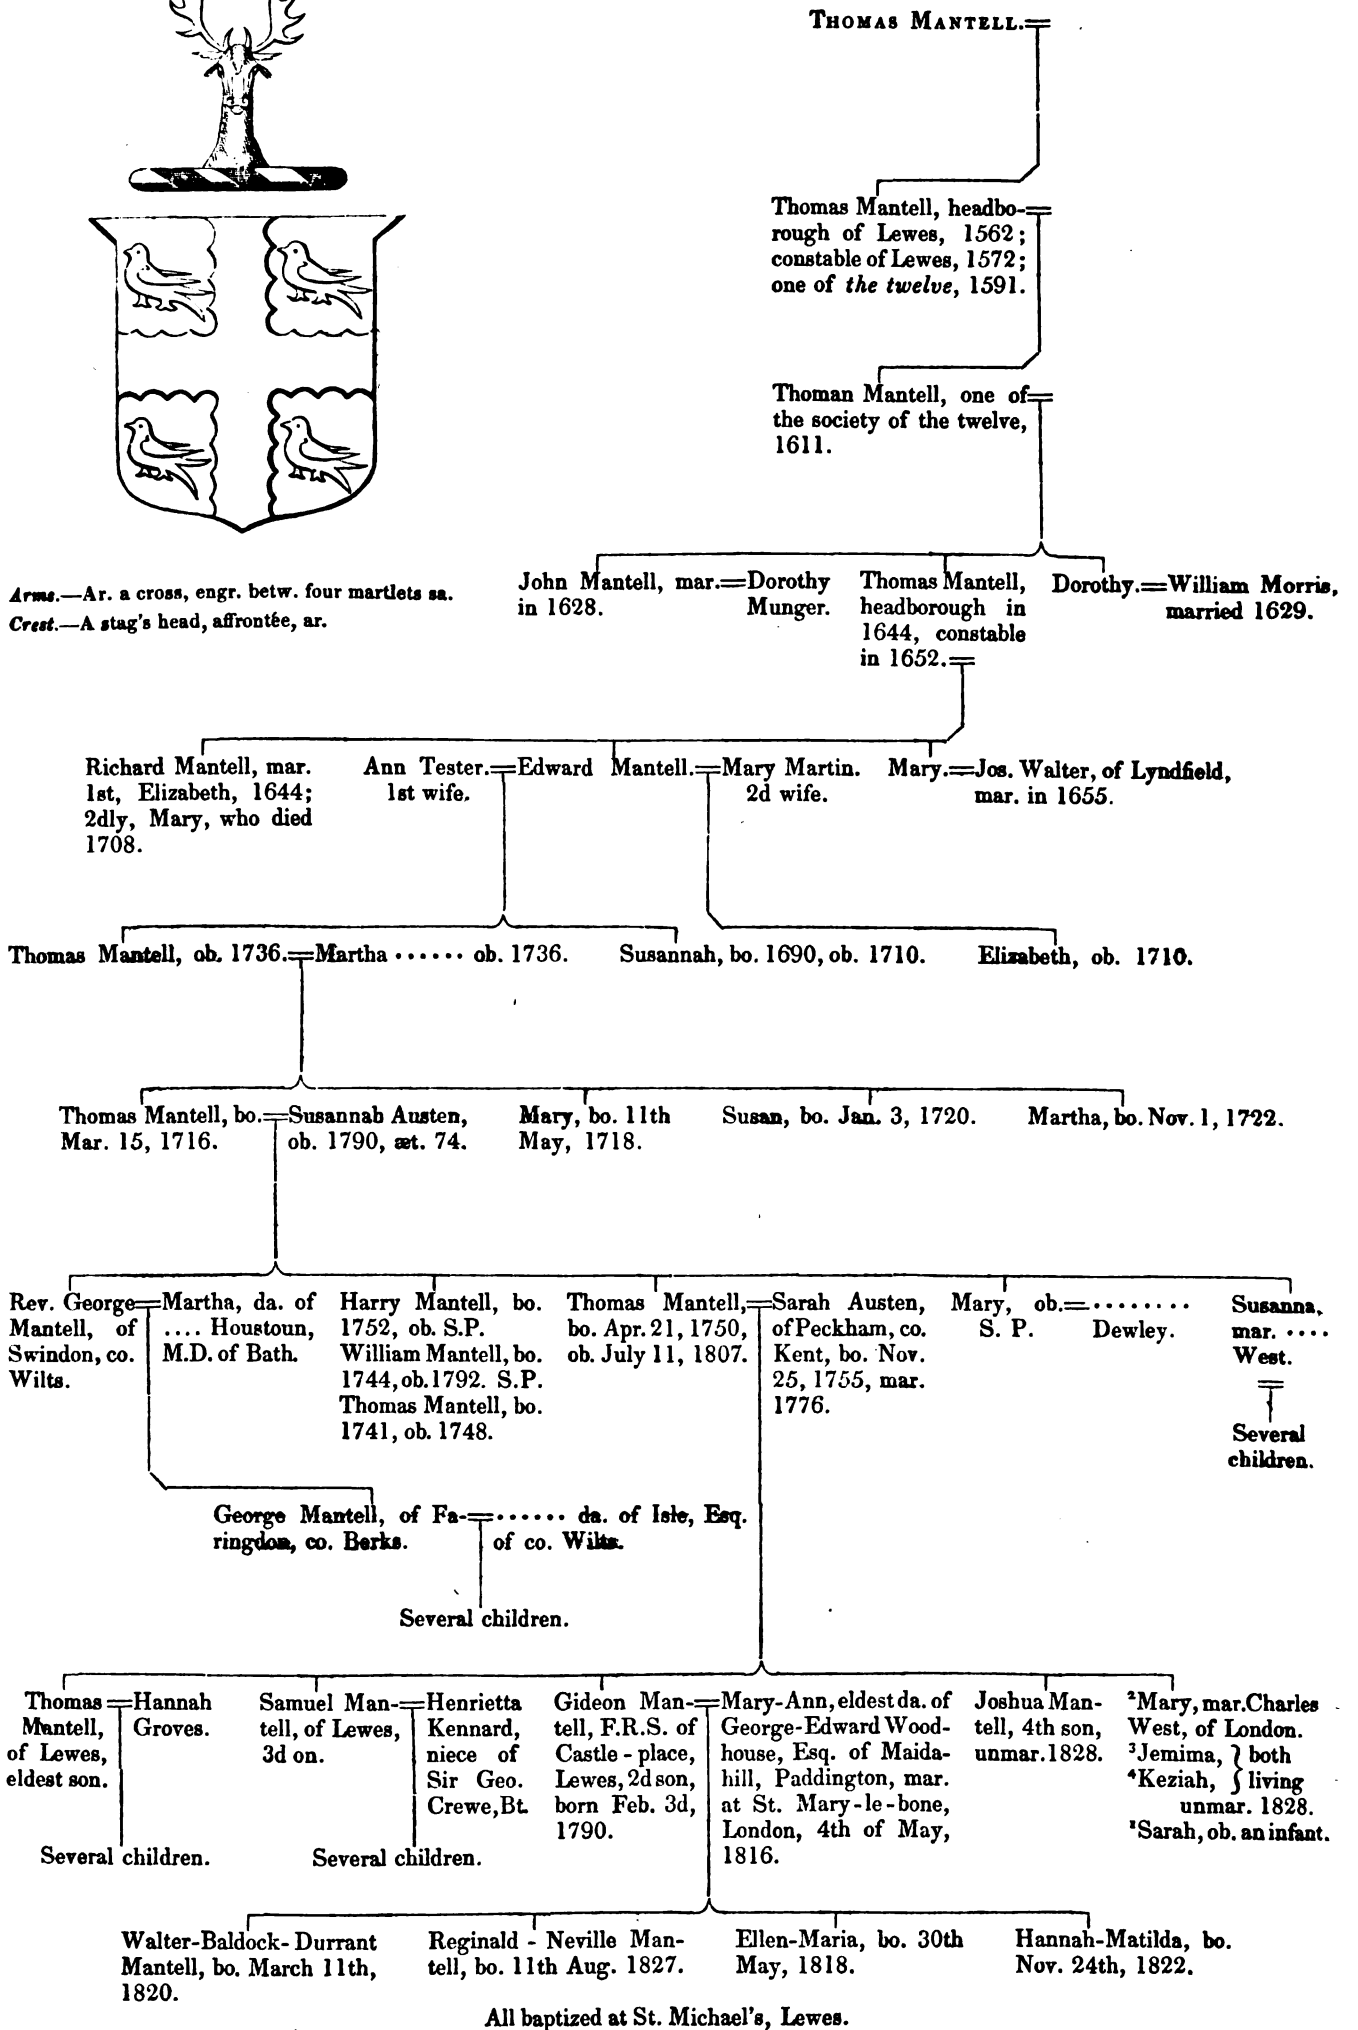 THOMAS MANTELL.=
Thomas Mantell, headbo-=
rough of Lewes, 1562;
constable of Lewes, 1572;
one of the twelve, 1591.
Thoman Mantell, one of=
the society of the twelve,
1611.
Arms.—Ar. a cross, engr. betw. four martlets sa.
Crest.—A stag's head, affrontée, ar.
John Mantell, mar.=Dorothy
in 1628. Munger.
Thomas Mantell,
headborough in
1644, constable
in 1652.=
Dorothy.=William Morris,
married 1629.
Richard Mantell, mar.
1st, Elizabeth, 1644;
2dly, Mary, who died
1708.
Ann Tester.=Edward Mantell.=Mary Martin.
1st wife. 2d wife.
Mary.=Jos. Walter, of Lyndfield,
mar. in 1655.
Thomas Mantell, ob. 1736.=Martha ...... ob. 1736.
Susannah, bo. 1690, ob. 1710.
Elizabeth, ob. 1710.
Thomas Mantell, bo.=Susannah Austen,
Mar. 15, 1716. ob. 1790, æt. 74.
Mary, bo. 11th
May, 1718.
Susan, bo. Jan. 3, 1720.
Martha, bo. Nov. 1, 1722.
Rev. George=Martha, da. of
Mantell, of .... Houstoun,
Swindon, co. M.D. of Bath.
Wilts.
Harry Mantell, bo.
1752, ob. S.P.
William Mantell, bo.
1744, ob. 1792. S.P.
Thomas Mantell, bo.
1741, ob. 1748.
Thomas Mantell,=Sarah Austen,
bo. Apr. 21, 1750, of Peckham, co.
ob. July 11, 1807. Kent, bo. Nov.
25, 1755, mar.
1776.
Mary, ob.=........
S. P. Dewley.
Susanna,
mar. ....
West.
=
Several
children.
George Mantell, of Fa-=...... da. of Isle, Esq.
ringdon, co. Berks. of co. Wilts.
Several children.
Thomas=Hannah
Mantell, Groves.
of Lewes,
eldest son.
Several children.
Samuel Man-=Henrietta
tell, of Lewes, Kennard,
3d on. niece of
Sir Geo.
Crewe, Bt.
Several children.
Gideon Man-=Mary-Ann, eldest da. of
tell, F.R.S. of George-Edward Wood-
Castle-place, house, Esq. of Maida-
Lewes, 2d son, hill, Paddington, mar.
born Feb. 3d, at St. Mary-le-bone,
1790. London, 4th of May,
1816.
Joshua Man-
tell, 4th son,
unmar. 1828.
²Mary, mar. Charles
West, of London.
³Jemima, } both
⁴Keziah, } living
unmar. 1828.
¹Sarah, ob. an infant.
Walter-Baldock-Durrant
Mantell, bo. March 11th,
1820.
Reginald - Neville Man-
tell, bo. 11th Aug. 1827.
Ellen-Maria, bo. 30th
May, 1818.
Hannah-Matilda, bo.
Nov. 24th, 1822.
All baptized at St. Michael's, Lewes.